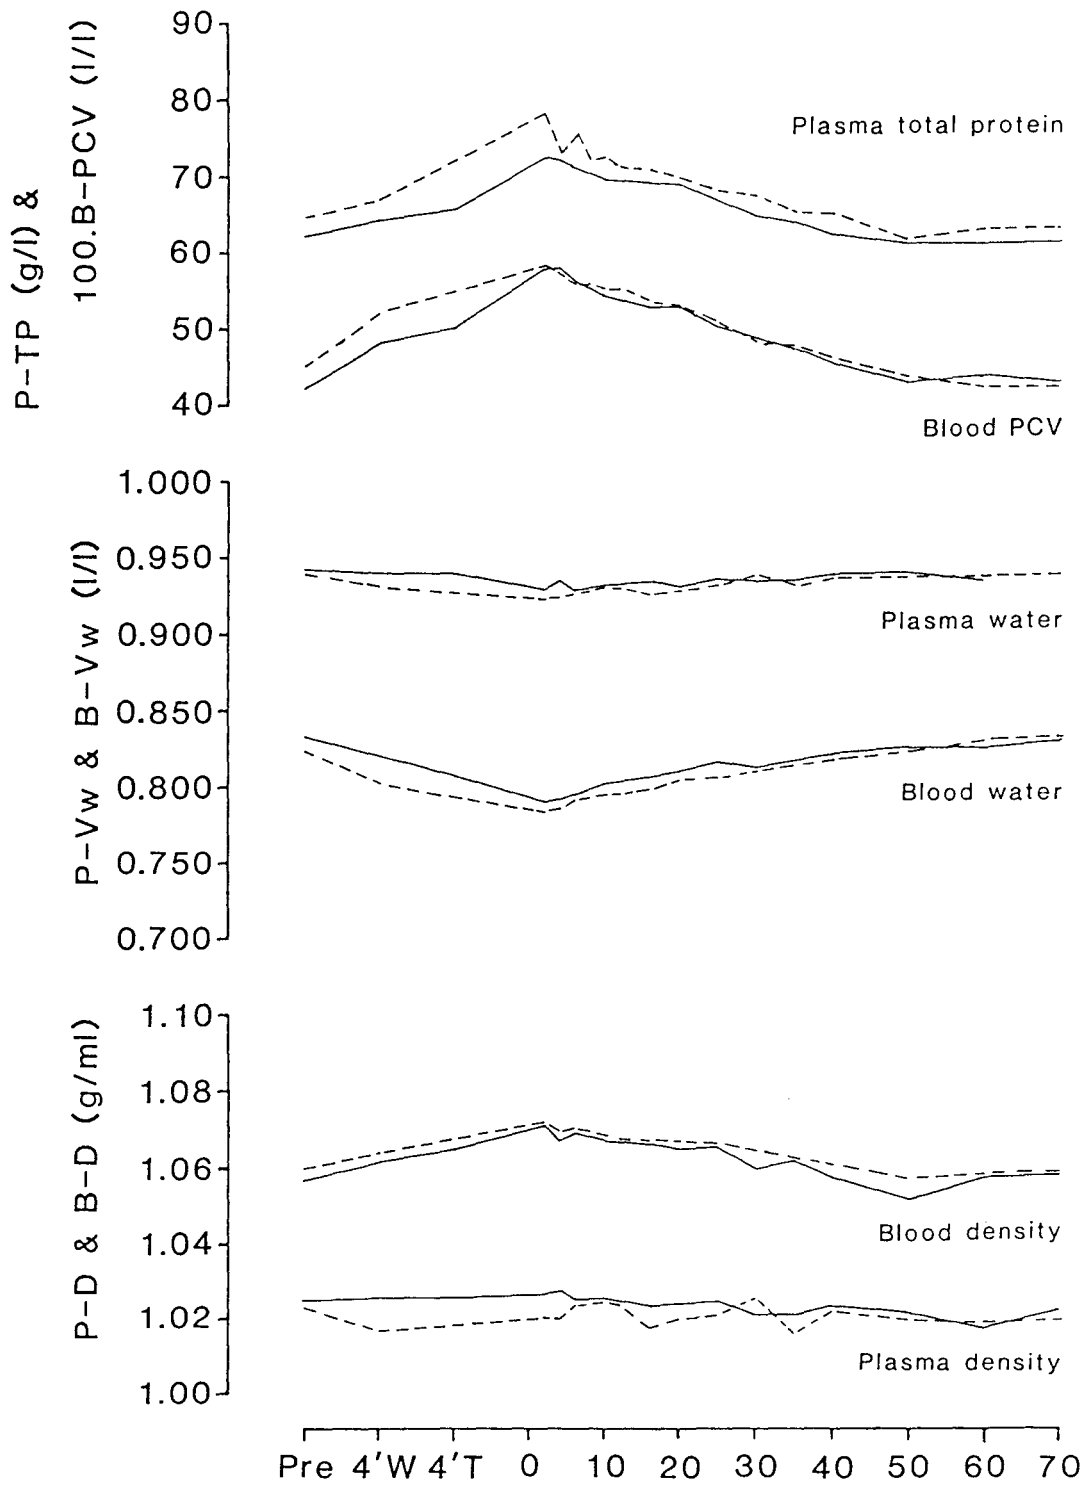 P-TP (g/l) &
100.B-PCV (l/l)
90
80
70
60
50
40
Plasma total protein
Blood PCV
P-Vw & B-Vw (l/l)
1.000
0.950
0.900
0.850
0.800
0.750
0.700
Plasma water
Blood water
P-D & B-D (g/ml)
1.10
1.08
1.06
1.04
1.02
1.00
Blood density
Plasma density
Pre 4'W 4'T 0 10 20 30 40 50 60 70